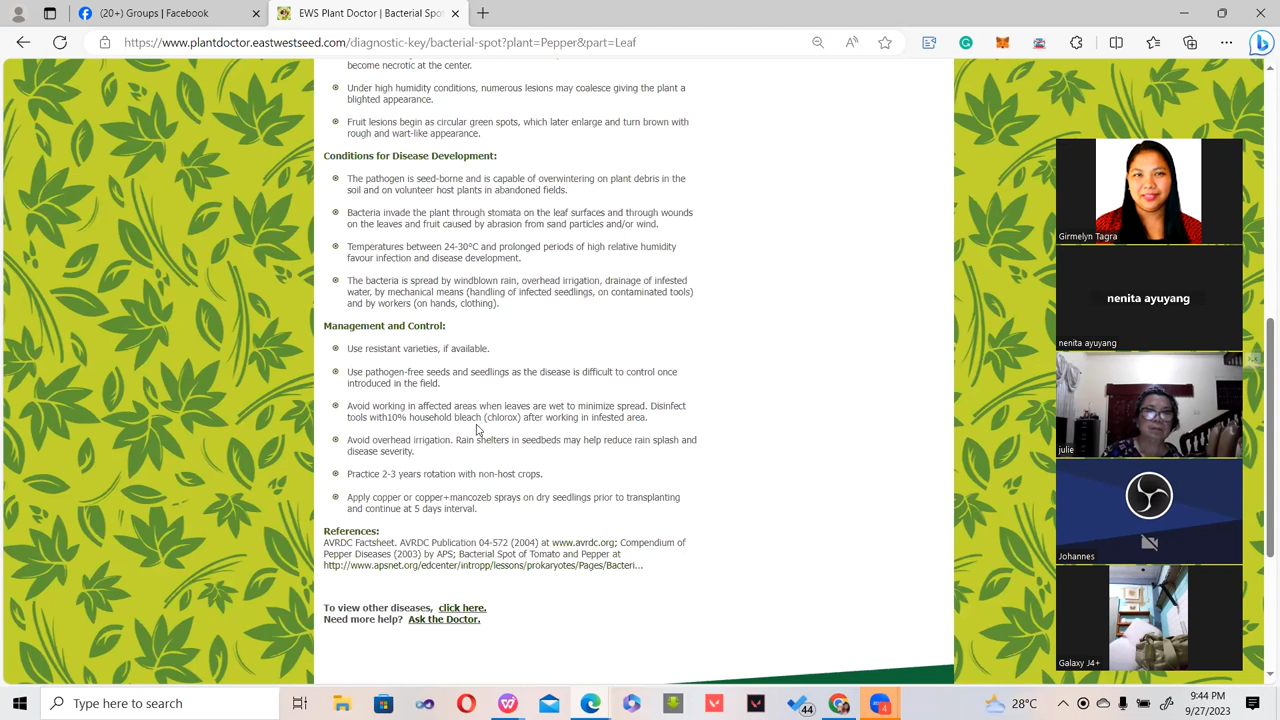 (20+) Groups | Facebook
EWS Plant Doctor | Bacterial Spot
https://www.plantdoctor.eastwestseed.com/diagnostic-key/bacterial-spot?plant=Pepper&part=Leaf
become necrotic at the center.
Under high humidity conditions, numerous lesions may coalesce giving the plant a
blighted appearance.
Fruit lesions begin as circular green spots, which later enlarge and turn brown with
rough and wart-like appearance.
Conditions for Disease Development:
The pathogen is seed-borne and is capable of overwintering on plant debris in the
soil and on volunteer host plants in abandoned fields.
Bacteria invade the plant through stomata on the leaf surfaces and through wounds
on the leaves and fruit caused by abrasion from sand particles and/or wind.
Temperatures between 24-30°C and prolonged periods of high relative humidity
favour infection and disease development.
The bacteria is spread by windblown rain, overhead irrigation, drainage of infested
water, by mechanical means (handling of infected seedlings, on contaminated tools)
and by workers (on hands, clothing).
Management and Control:
Use resistant varieties, if available.
Use pathogen-free seeds and seedlings as the disease is difficult to control once
introduced in the field.
Avoid working in affected areas when leaves are wet to minimize spread. Disinfect
tools with10% household bleach (chlorox) after working in infested area.
Avoid overhead irrigation. Rain shelters in seedbeds may help reduce rain splash and
disease severity.
Practice 2-3 years rotation with non-host crops.
Apply copper or copper+mancozeb sprays on dry seedlings prior to transplanting
and continue at 5 days interval.
References:
AVRDC Factsheet. AVRDC Publication 04-572 (2004) at www.avrdc.org; Compendium of
Pepper Diseases (2003) by APS; Bacterial Spot of Tomato and Pepper at
http://www.apsnet.org/edcenter/intropp/lessons/prokaryotes/Pages/Bacteri...
To view other diseases, click here.
Need more help? Ask the Doctor.
Girmelyn Tagra
nenita ayuyang
nenita ayuyang
julie
Johannes
Galaxy J4+
Type here to search
44
4
28°C
9:44 PM
9/27/2023